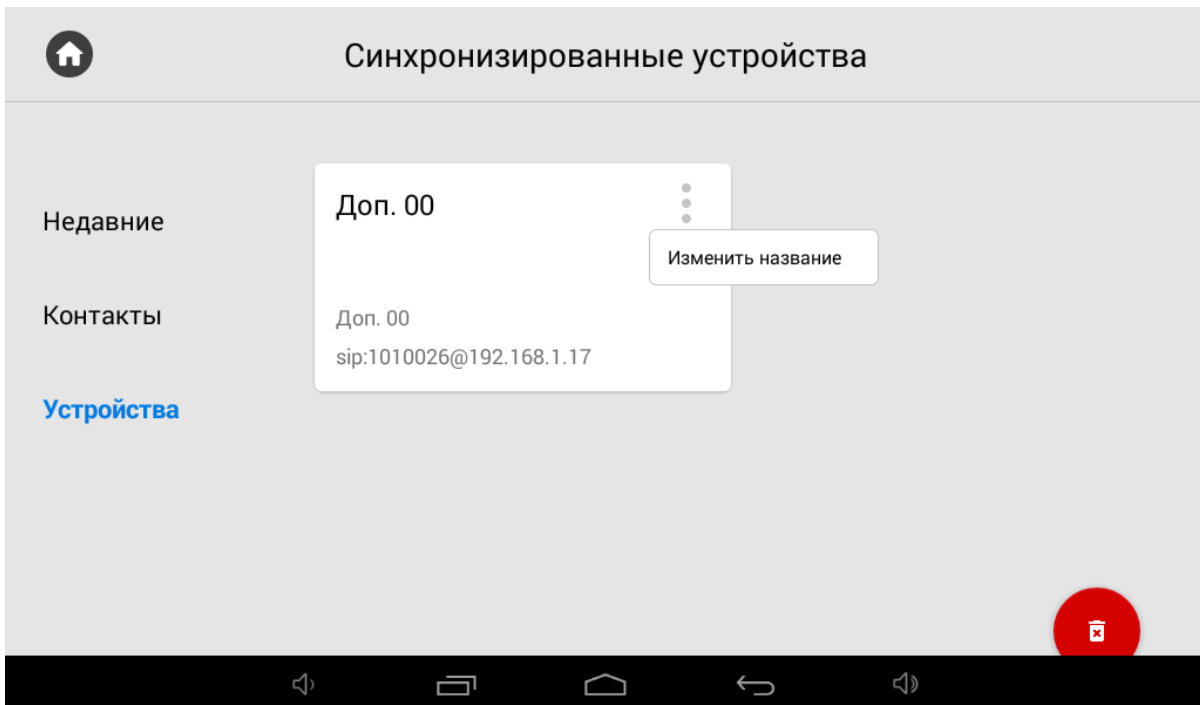 Синхронизированные устройства
Недавние
Контакты
Устройства
Доп. 00
Изменить название
Доп. 00
sip:1010026@192.168.1.17